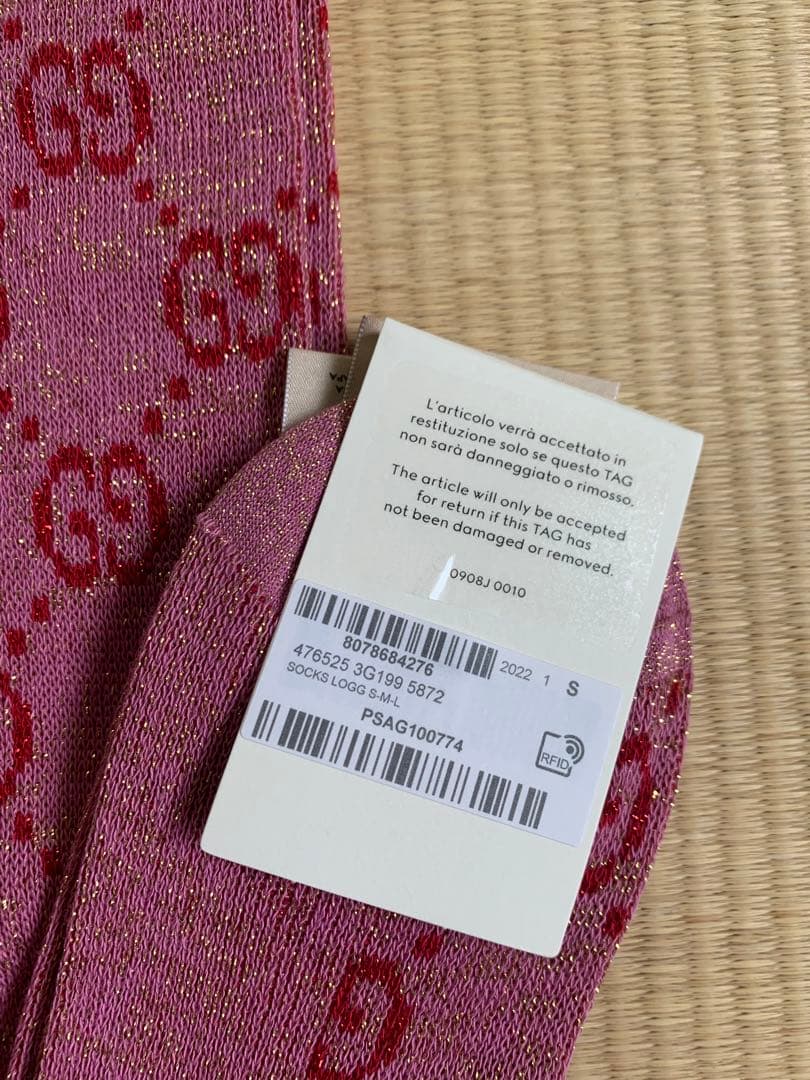 L'articolo verrà accettato in
restituzione solo se questo TAG
non sarà danneggiato o rimosso.
The article will only be accepted
for return if this TAG has
not been damaged or removed.
0908J 0010
8078684276
2022 1 S
476525 3G199 5872
SOCKS LOGG S-M-L
PSAG100774
RFID